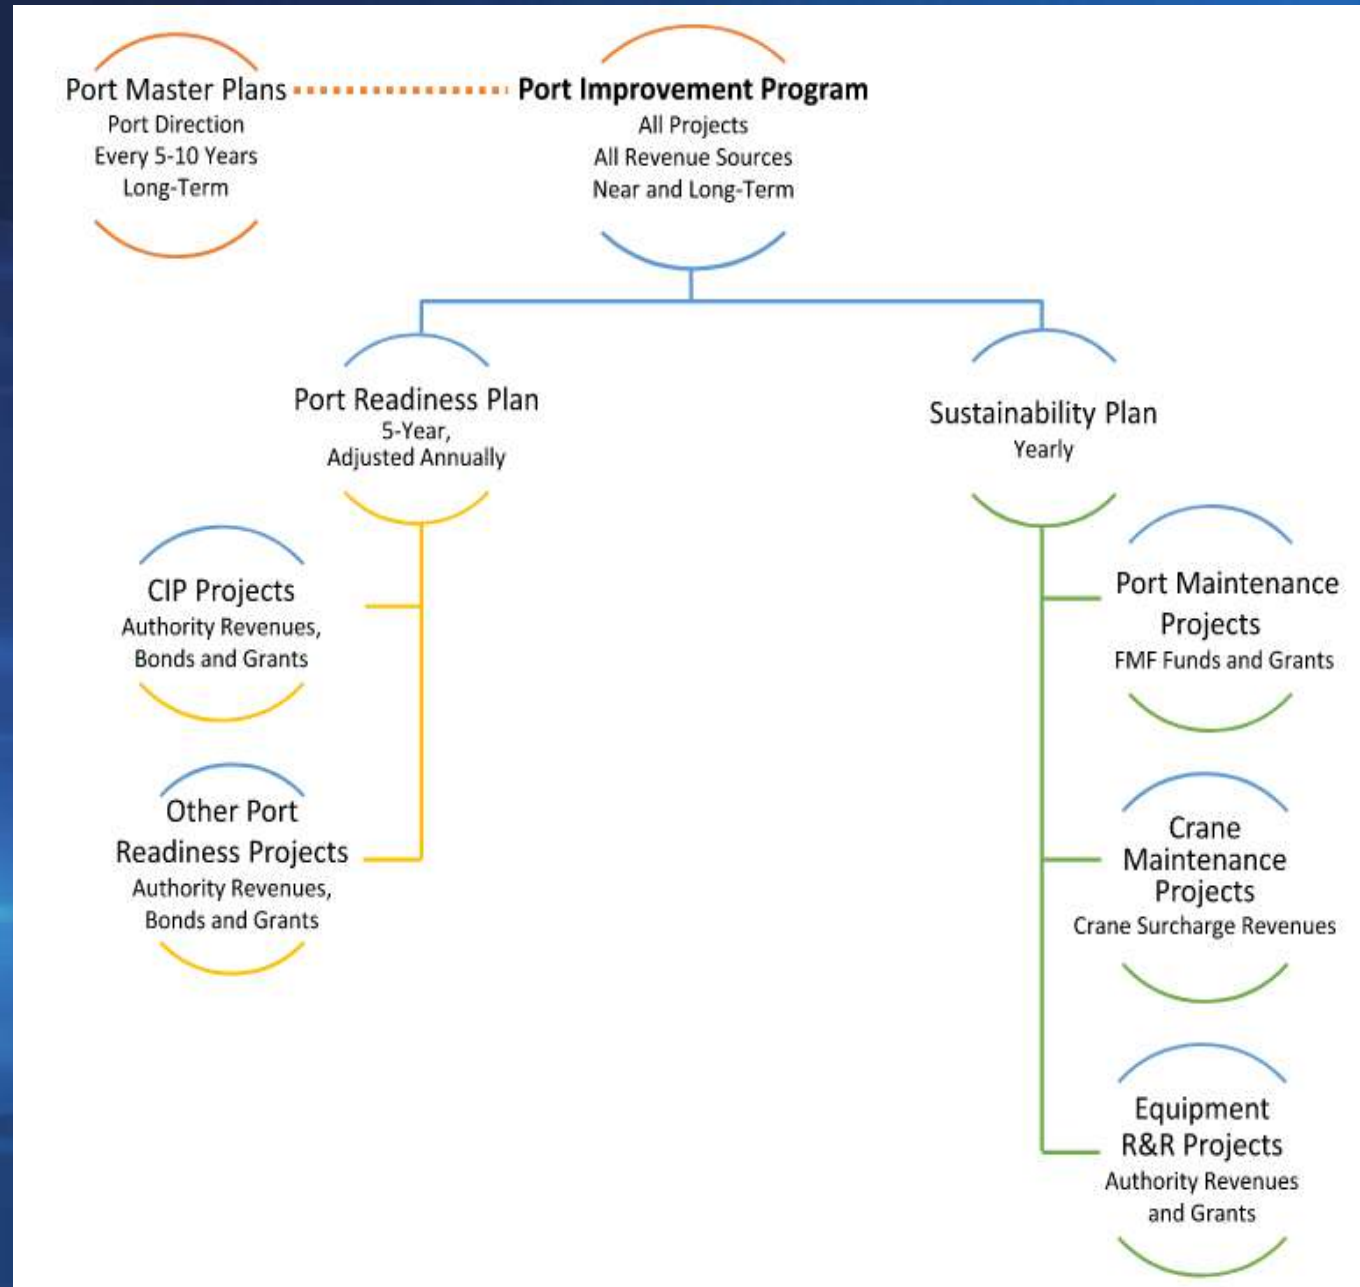 Port Master Plans
Port Direction
Every 5-10 Years
Long-Term
Port Improvement Program
All Projects
All Revenue Sources
Near and Long-Term
Port Readiness Plan
5-Year,
Adjusted Annually
CIP Projects
Authority Revenues,
Bonds and Grants
Other Port
Readiness Projects
Authority Revenues,
Bonds and Grants
Sustainability Plan
Yearly
Port Maintenance
Projects
FMF Funds and Grants
Crane
Maintenance
Projects
Crane Surcharge Revenues
Equipment
R&R Projects
Authority Revenues
and Grants